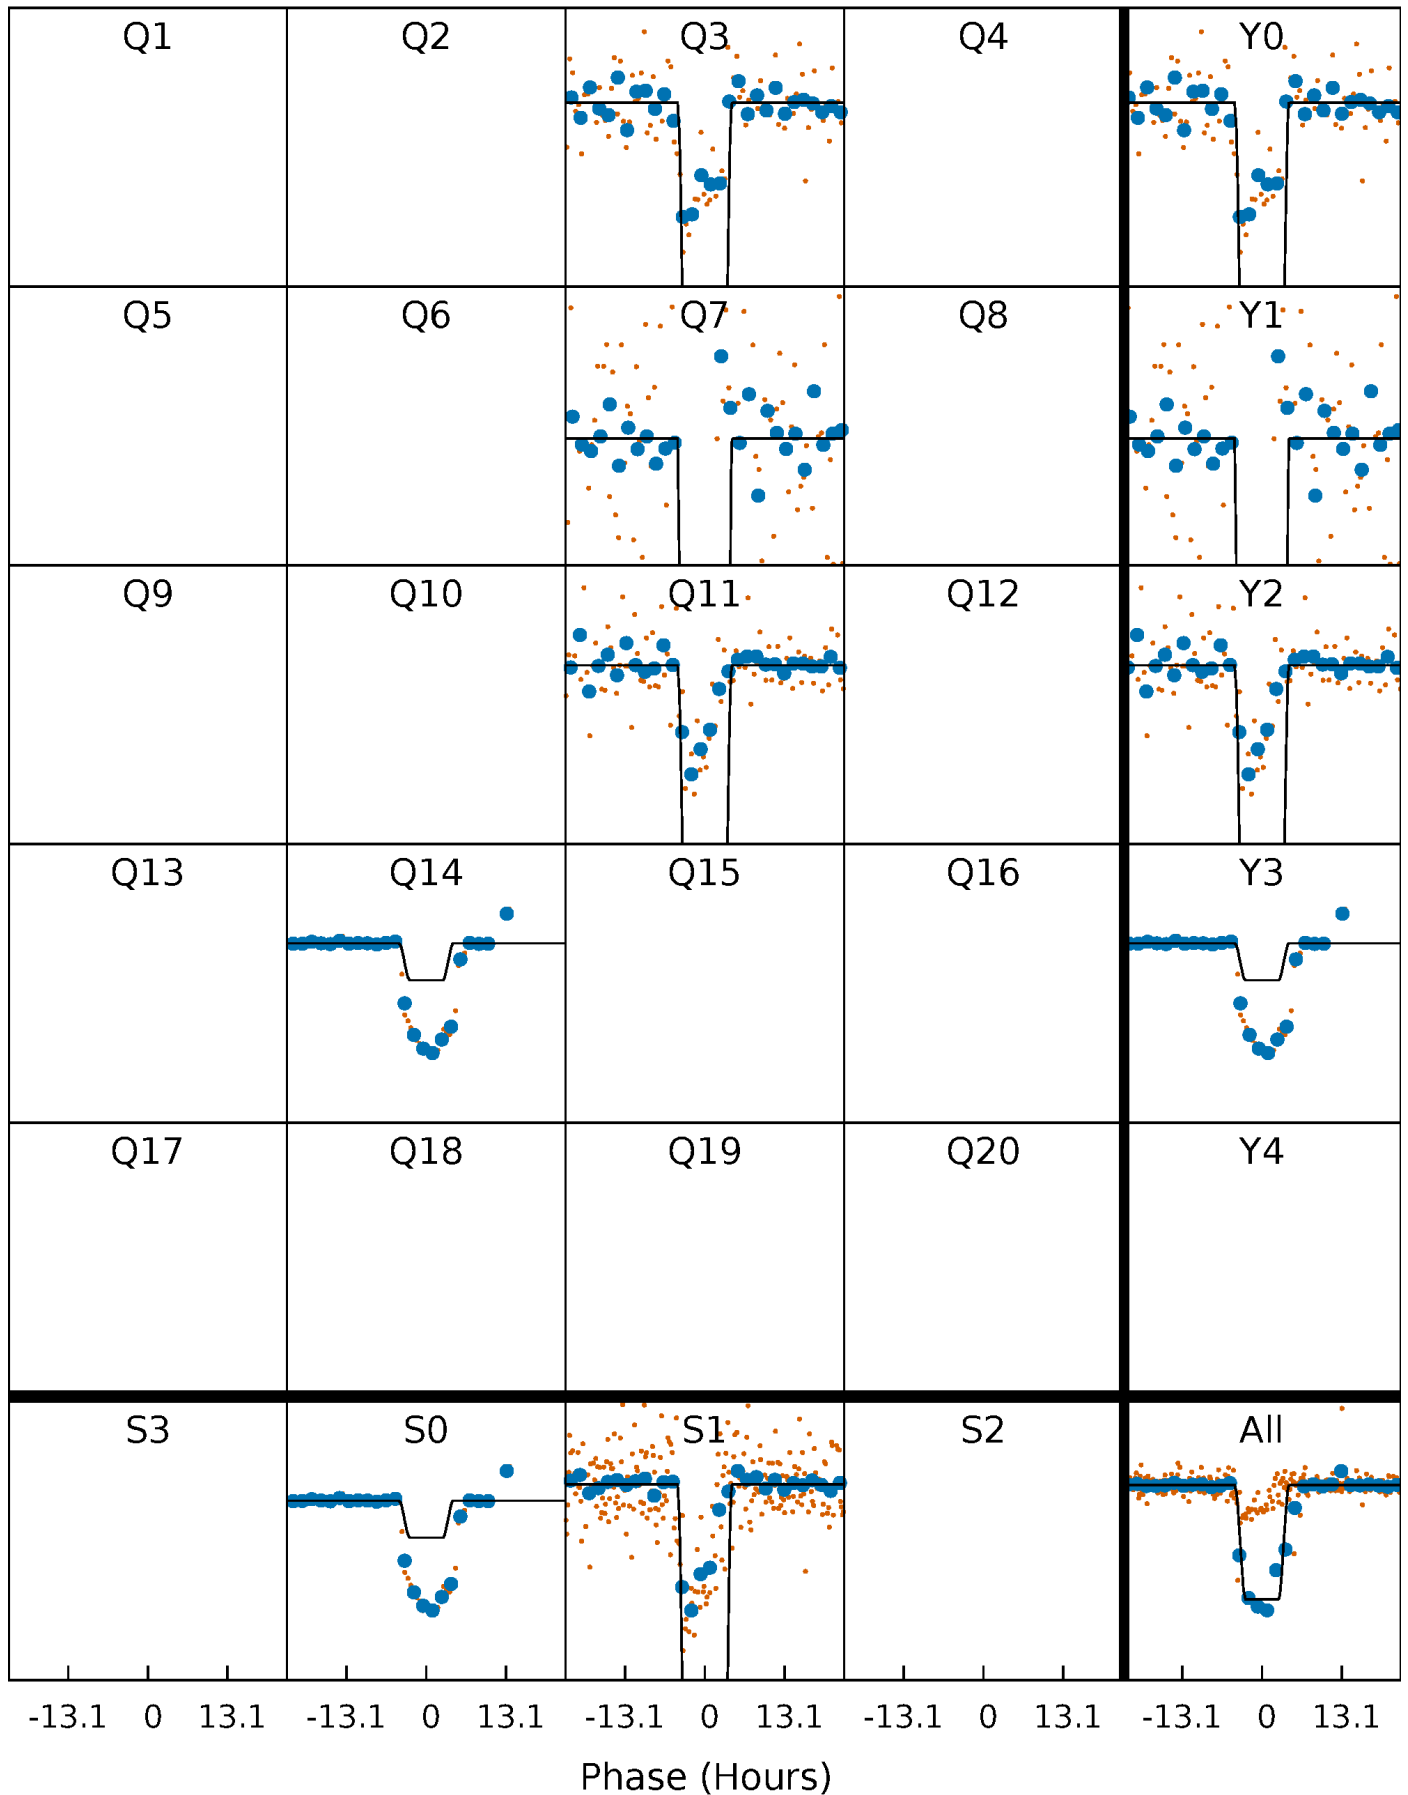 Q1 Q2 Q3 Q4 Y0
Q5 Q6 Q7 Q8 Y1
Q9 Q10 Q11 Q12 Y2
Q13 Q14 Q15 Q16 Y3
Q17 Q18 Q19 Q20 Y4
S3 S0 S1 S2 All
-13.1 0 13.1 -13.1 0 13.1 -13.1 0 13.1 -13.1 0 13.1 -13.1 0 13.1
Phase (Hours)